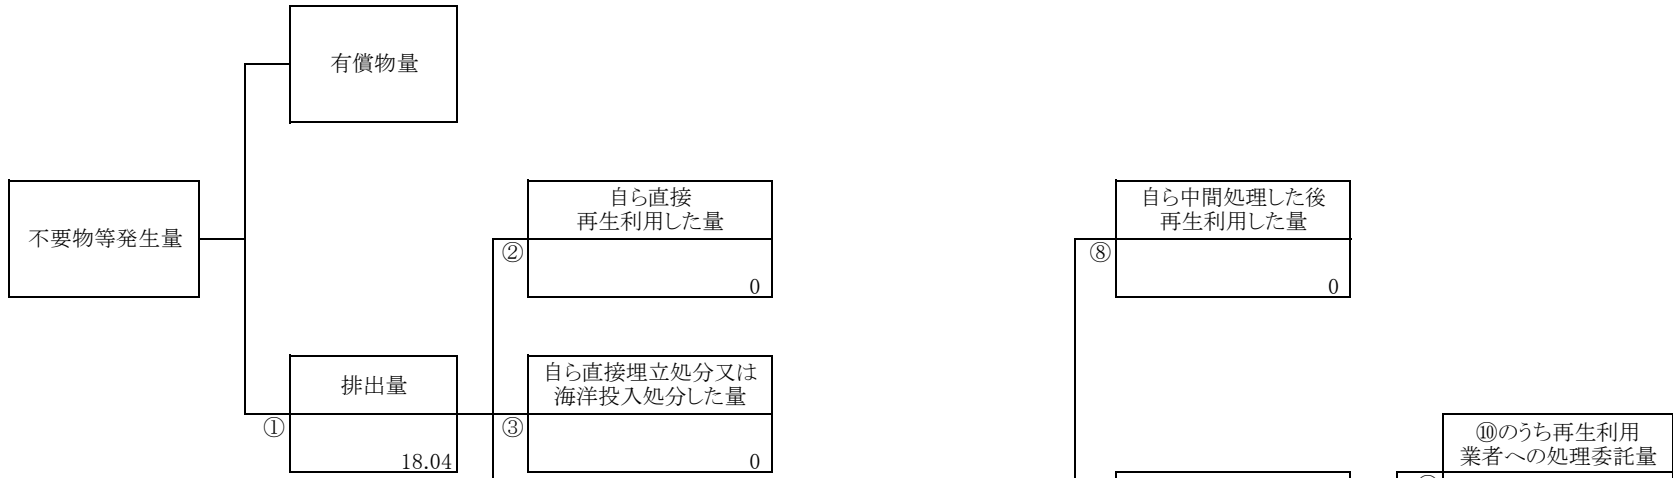 有償物量
不要物等発生量
自ら直接
再生利用した量
②
0
自ら中間処理した後
再生利用した量
⑧
0
排出量
①
18.04
自ら直接埋立処分又は
海洋投入処分した量
③
0
⑩のうち再生利用
業者への処理委託量